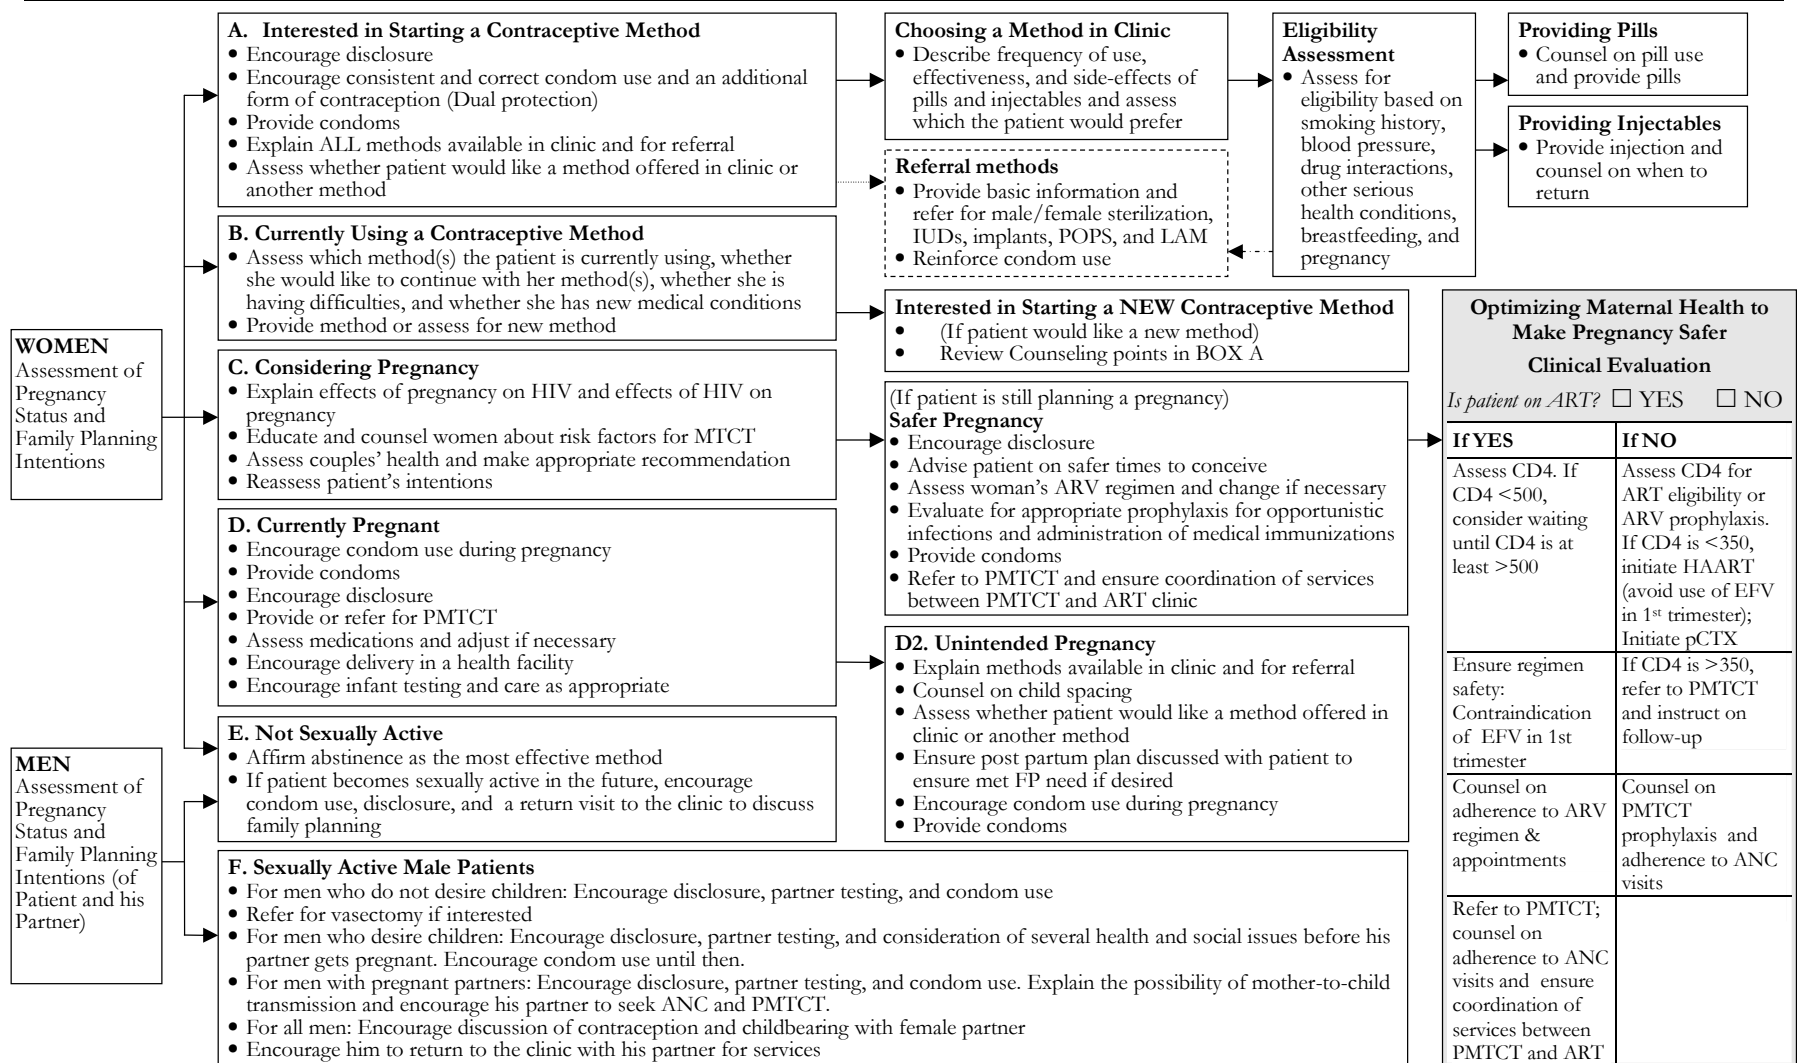 WOMEN
Assessment of
Pregnancy
Status and
Family Planning
Intentions
MEN
Assessment of
Pregnancy
Status and
Family Planning
Intentions (of
Patient and his
Partner)
A. Interested in Starting a Contraceptive Method
• Encourage disclosure
• Encourage consistent and correct condom use and an additional
form of contraception (Dual protection)
• Provide condoms
• Explain ALL methods available in clinic and for referral
• Assess whether patient would like a method offered in clinic or
another method
B. Currently Using a Contraceptive Method
• Assess which method(s) the patient is currently using, whether
she would like to continue with her method(s), whether she is
having difficulties, and whether she has new medical conditions
• Provide method or assess for new method
C. Considering Pregnancy
• Explain effects of pregnancy on HIV and effects of HIV on
pregnancy
• Educate and counsel women about risk factors for MTCT
• Assess couples' health and make appropriate recommendation
• Reassess patient's intentions
D. Currently Pregnant
• Encourage condom use during pregnancy
• Provide condoms
• Encourage disclosure
• Provide or refer for PMTCT
• Assess medications and adjust if necessary
• Encourage delivery in a health facility
• Encourage infant testing and care as appropriate
E. Not Sexually Active
• Affirm abstinence as the most effective method
• If patient becomes sexually active in the future, encourage
condom use, disclosure, and a return visit to the clinic to discuss
family planning
F. Sexually Active Male Patients
• For men who do not desire children: Encourage disclosure, partner testing, and condom use
• Refer for vasectomy if interested
• For men who desire children: Encourage disclosure, partner testing, and consideration of several health and social issues before his
partner gets pregnant. Encourage condom use until then.
• For men with pregnant partners: Encourage disclosure, partner testing, and condom use. Explain the possibility of mother-to-child
transmission and encourage his partner to seek ANC and PMTCT.
• For all men: Encourage discussion of contraception and childbearing with female partner
• Encourage him to return to the clinic with his partner for services
Choosing a Method in Clinic
• Describe frequency of use,
effectiveness, and side-effects of
pills and injectables and assess
which the patient would prefer
Referral methods
• Provide basic information and
refer for male/female sterilization,
IUDs, implants, POPS, and LAM
• Reinforce condom use
Eligibility
Assessment
• Assess for
eligibility based on
smoking history,
blood pressure,
drug interactions,
other serious
health conditions,
breastfeeding, and
pregnancy
Providing Pills
• Counsel on pill use
and provide pills
Providing Injectables
• Provide injection and
counsel on when to
return
Interested in Starting a NEW Contraceptive Method
• (If patient would like a new method)
• Review Counseling points in BOX A
(If patient is still planning a pregnancy)
Safer Pregnancy
• Encourage disclosure
• Advise patient on safer times to conceive
• Assess woman's ARV regimen and change if necessary
• Evaluate for appropriate prophylaxis for opportunistic
infections and administration of medical immunizations
• Provide condoms
• Refer to PMTCT and ensure coordination of services
between PMTCT and ART clinic
D2. Unintended Pregnancy
• Explain methods available in clinic and for referral
• Counsel on child spacing
• Assess whether patient would like a method offered in
clinic or another method
• Ensure post partum plan discussed with patient to
ensure met FP need if desired
• Encourage condom use during pregnancy
• Provide condoms
Optimizing Maternal Health to
Make Pregnancy Safer
Clinical Evaluation
Is patient on ART? ☐ YES ☐ NO
If YES
If NO
Assess CD4. If
CD4 <500,
consider waiting
until CD4 is at
least >500
Assess CD4 for
ART eligibility or
ARV prophylaxis.
If CD4 is <350,
initiate HAART
(avoid use of EFV
in 1st trimester);
Initiate pCTX
Ensure regimen
safety:
Contraindication
of EFV in 1st
trimester
If CD4 is >350,
refer to PMTCT
and instruct on
follow-up
Counsel on
adherence to ARV
regimen &
appointments
Counsel on
PMTCT
prophylaxis and
adherence to ANC
visits
Refer to PMTCT;
counsel on
adherence to ANC
visits and ensure
coordination of
services between
PMTCT and ART